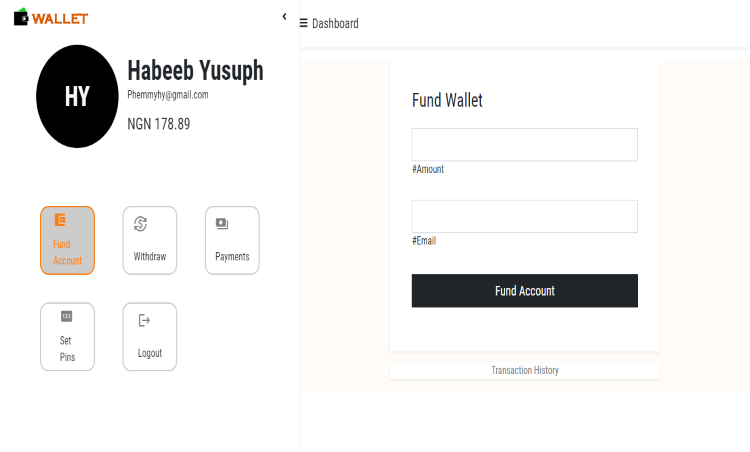 WALLET
HY
Habeeb Yusuph
Phemmyhy@gmail.com
NGN 178.89
Fund
Account
Withdraw
Payments
123
Set
Pins
Logout
Dashboard
Fund Wallet
#Amount
#Email
Fund Account
Transaction History